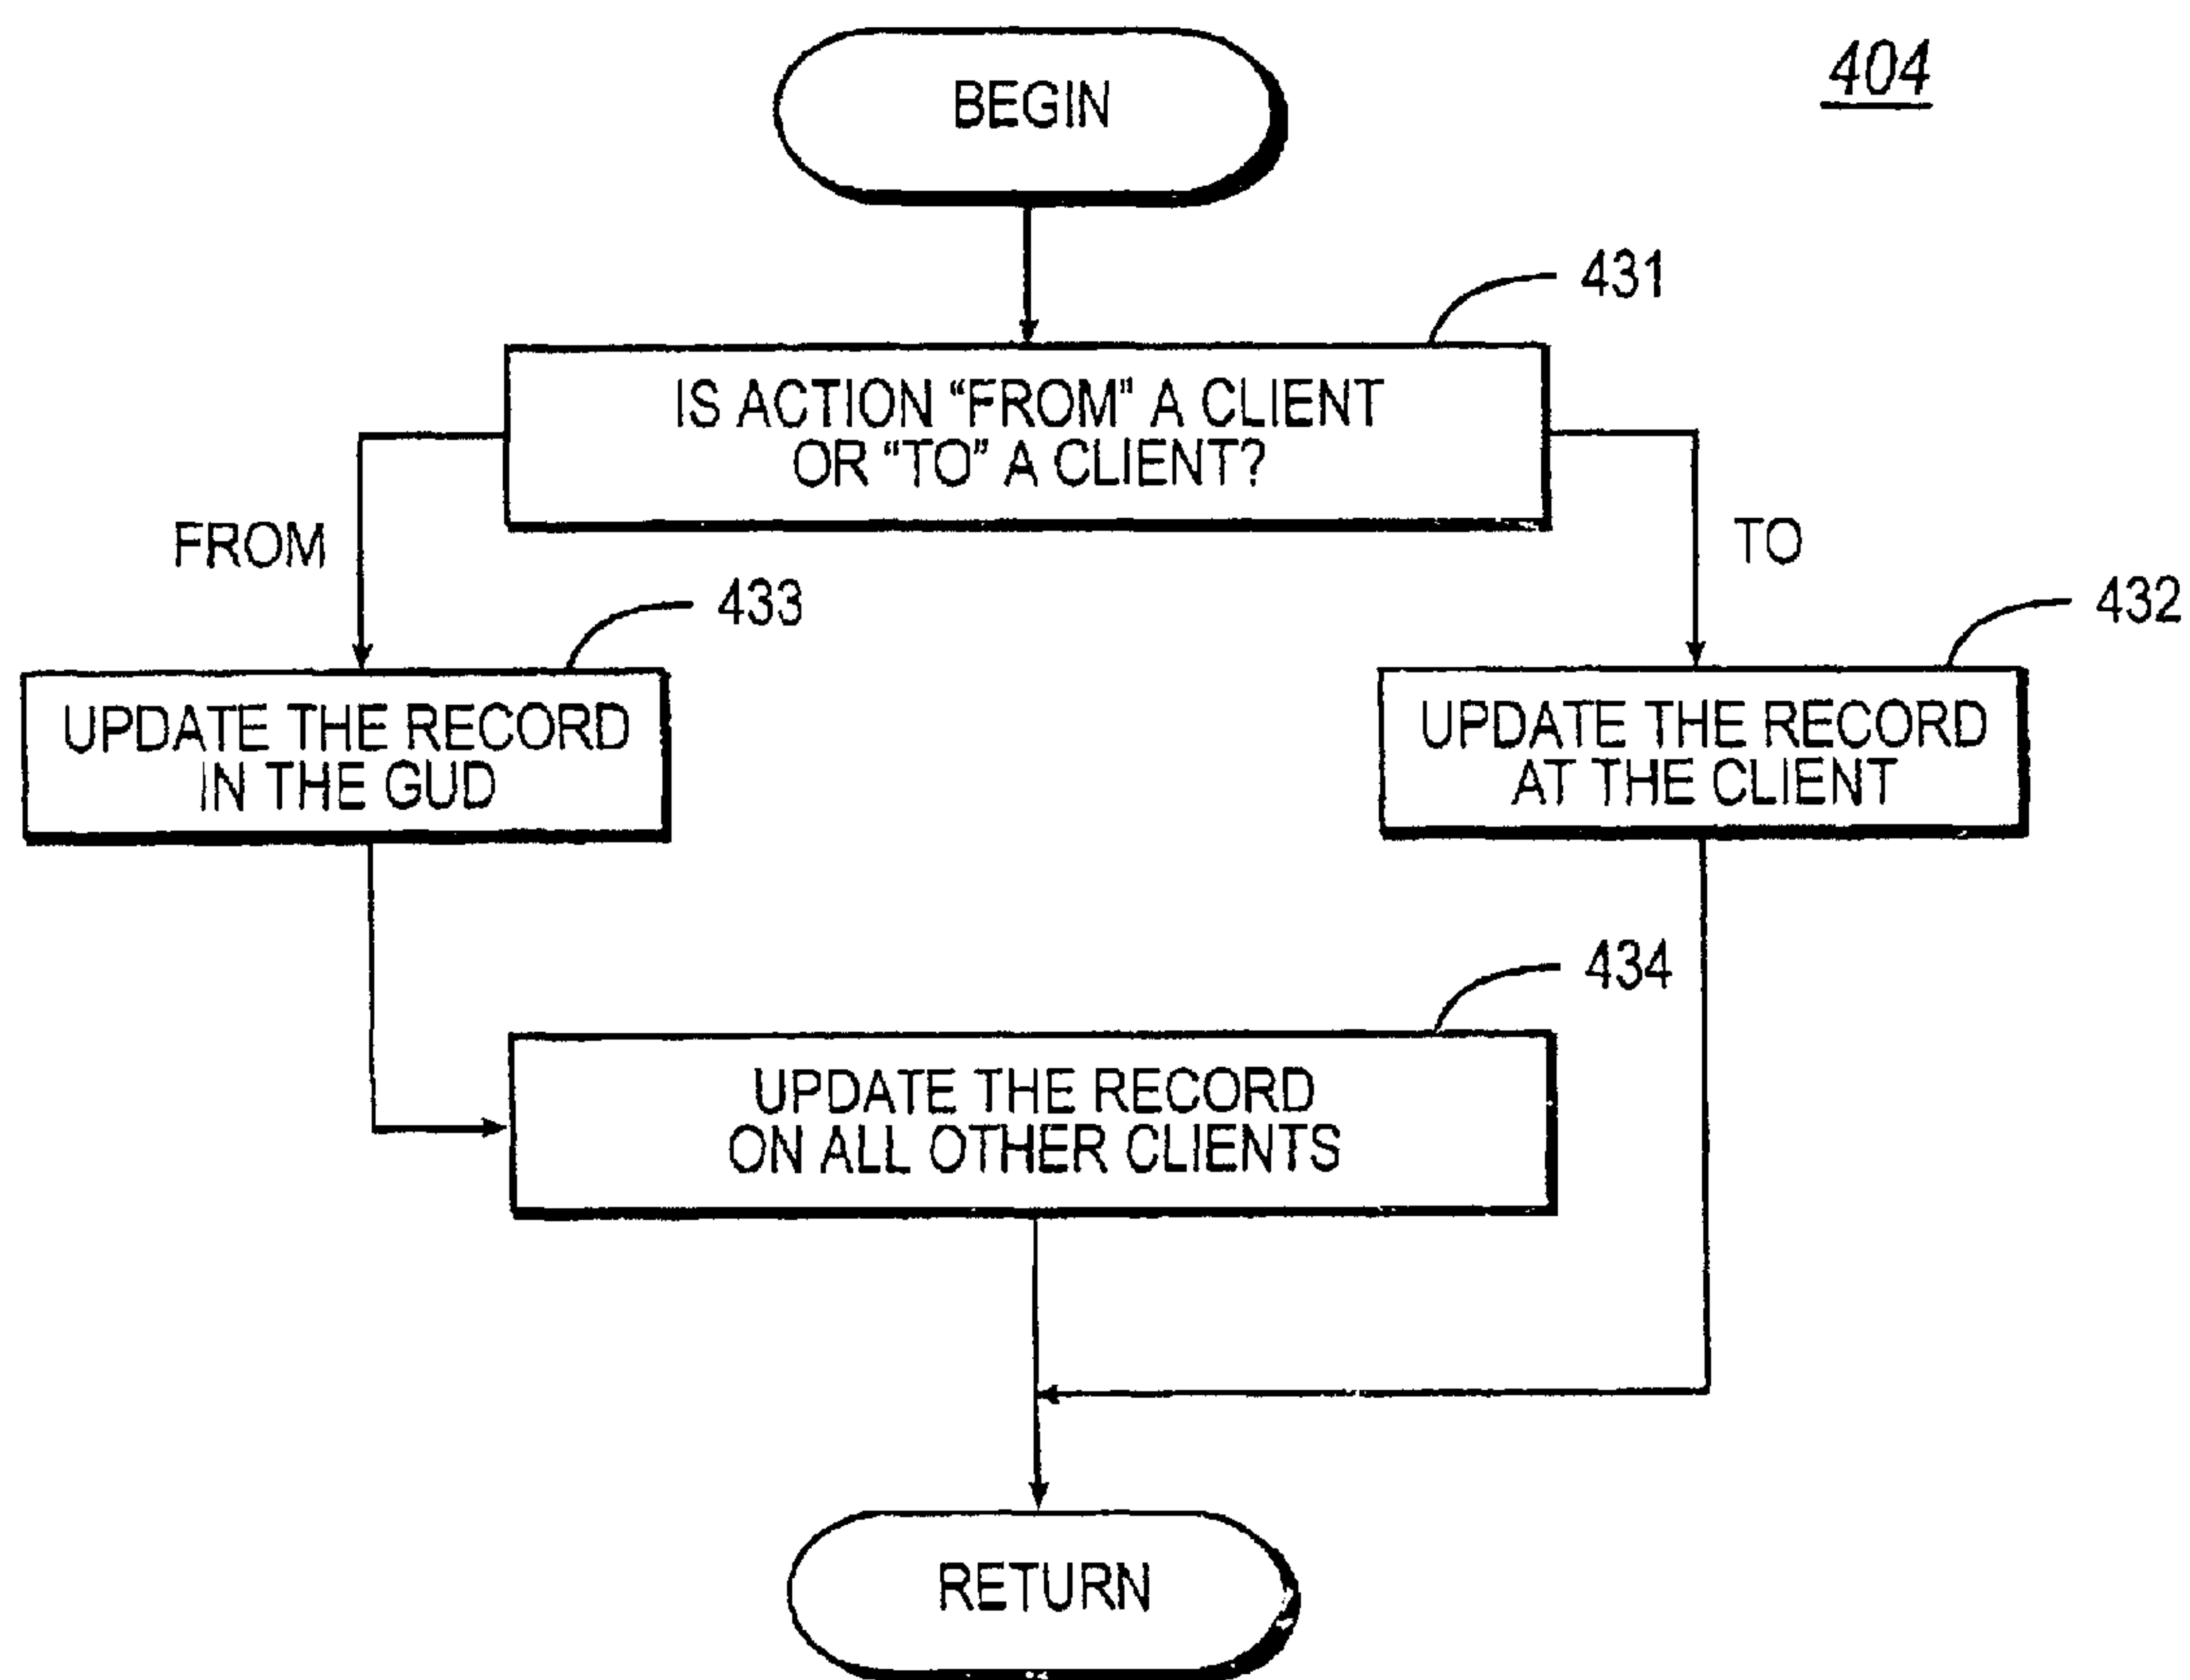 404
BEGIN
431
IS ACTION “FROM” A CLIENT
OR “TO” A CLIENT?
FROM
TO
433
432
UPDATE THE RECORD
IN THE GUD
UPDATE THE RECORD
AT THE CLIENT
434
UPDATE THE RECORD
ON ALL OTHER CLIENTS
RETURN